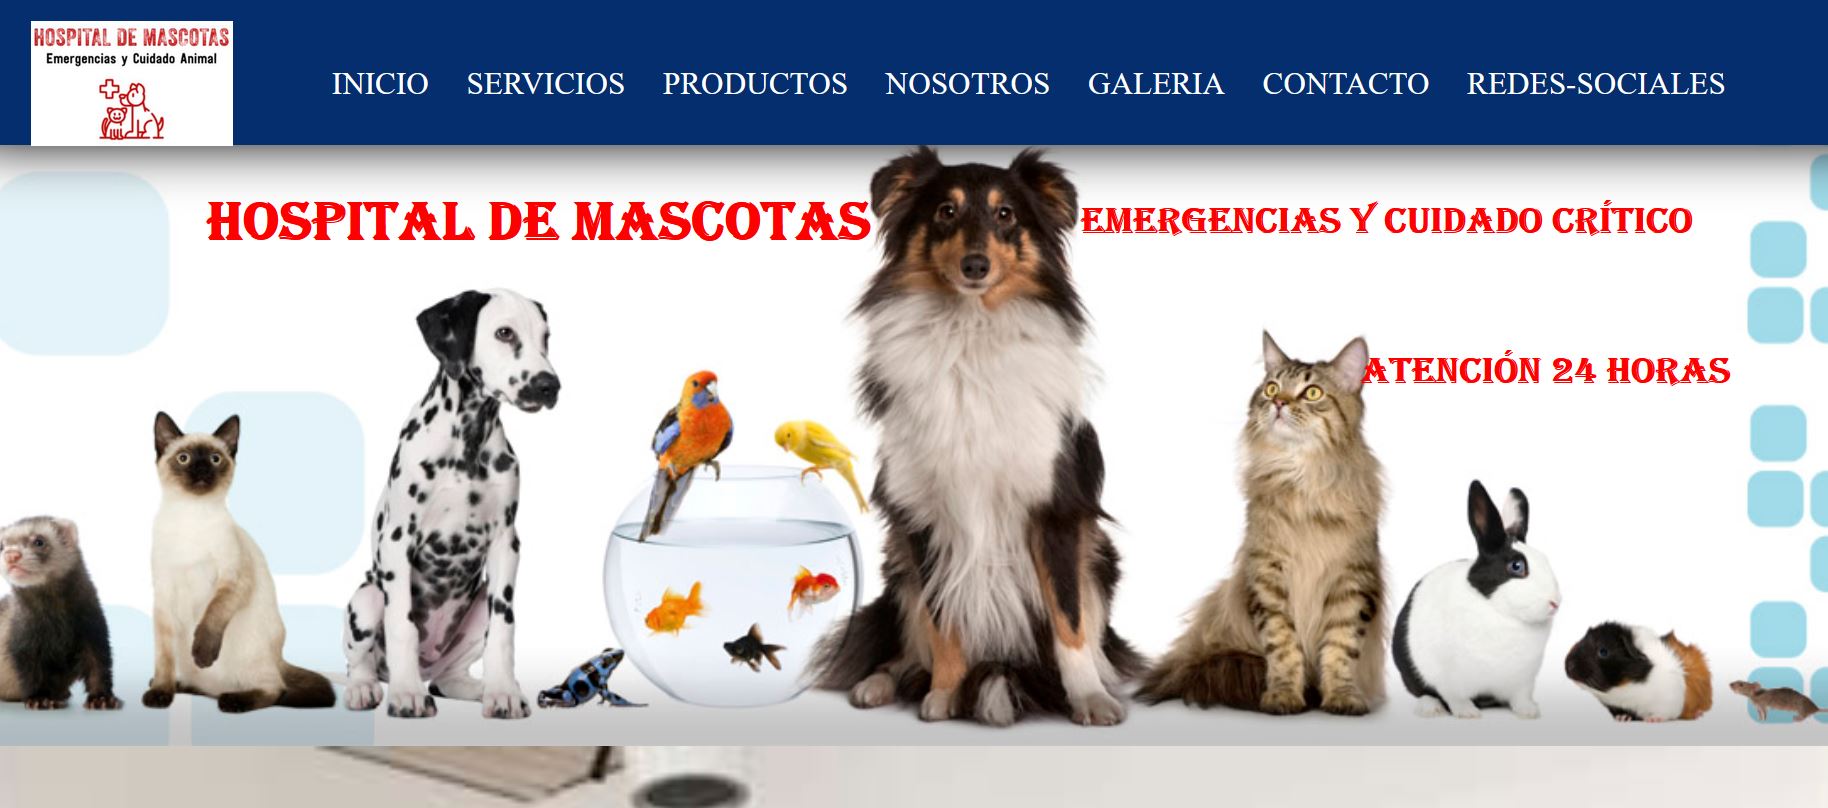 HOSPITAL DE MASCOTAS
Emergencias y Cuidado Animal
INICIO SERVICIOS PRODUCTOS NOSOTROS GALERIA CONTACTO REDES-SOCIALES
HOSPITAL DE MASCOTAS EMERGENCIAS Y CUIDADO CRÍTICO
ATENCIÓN 24 HORAS